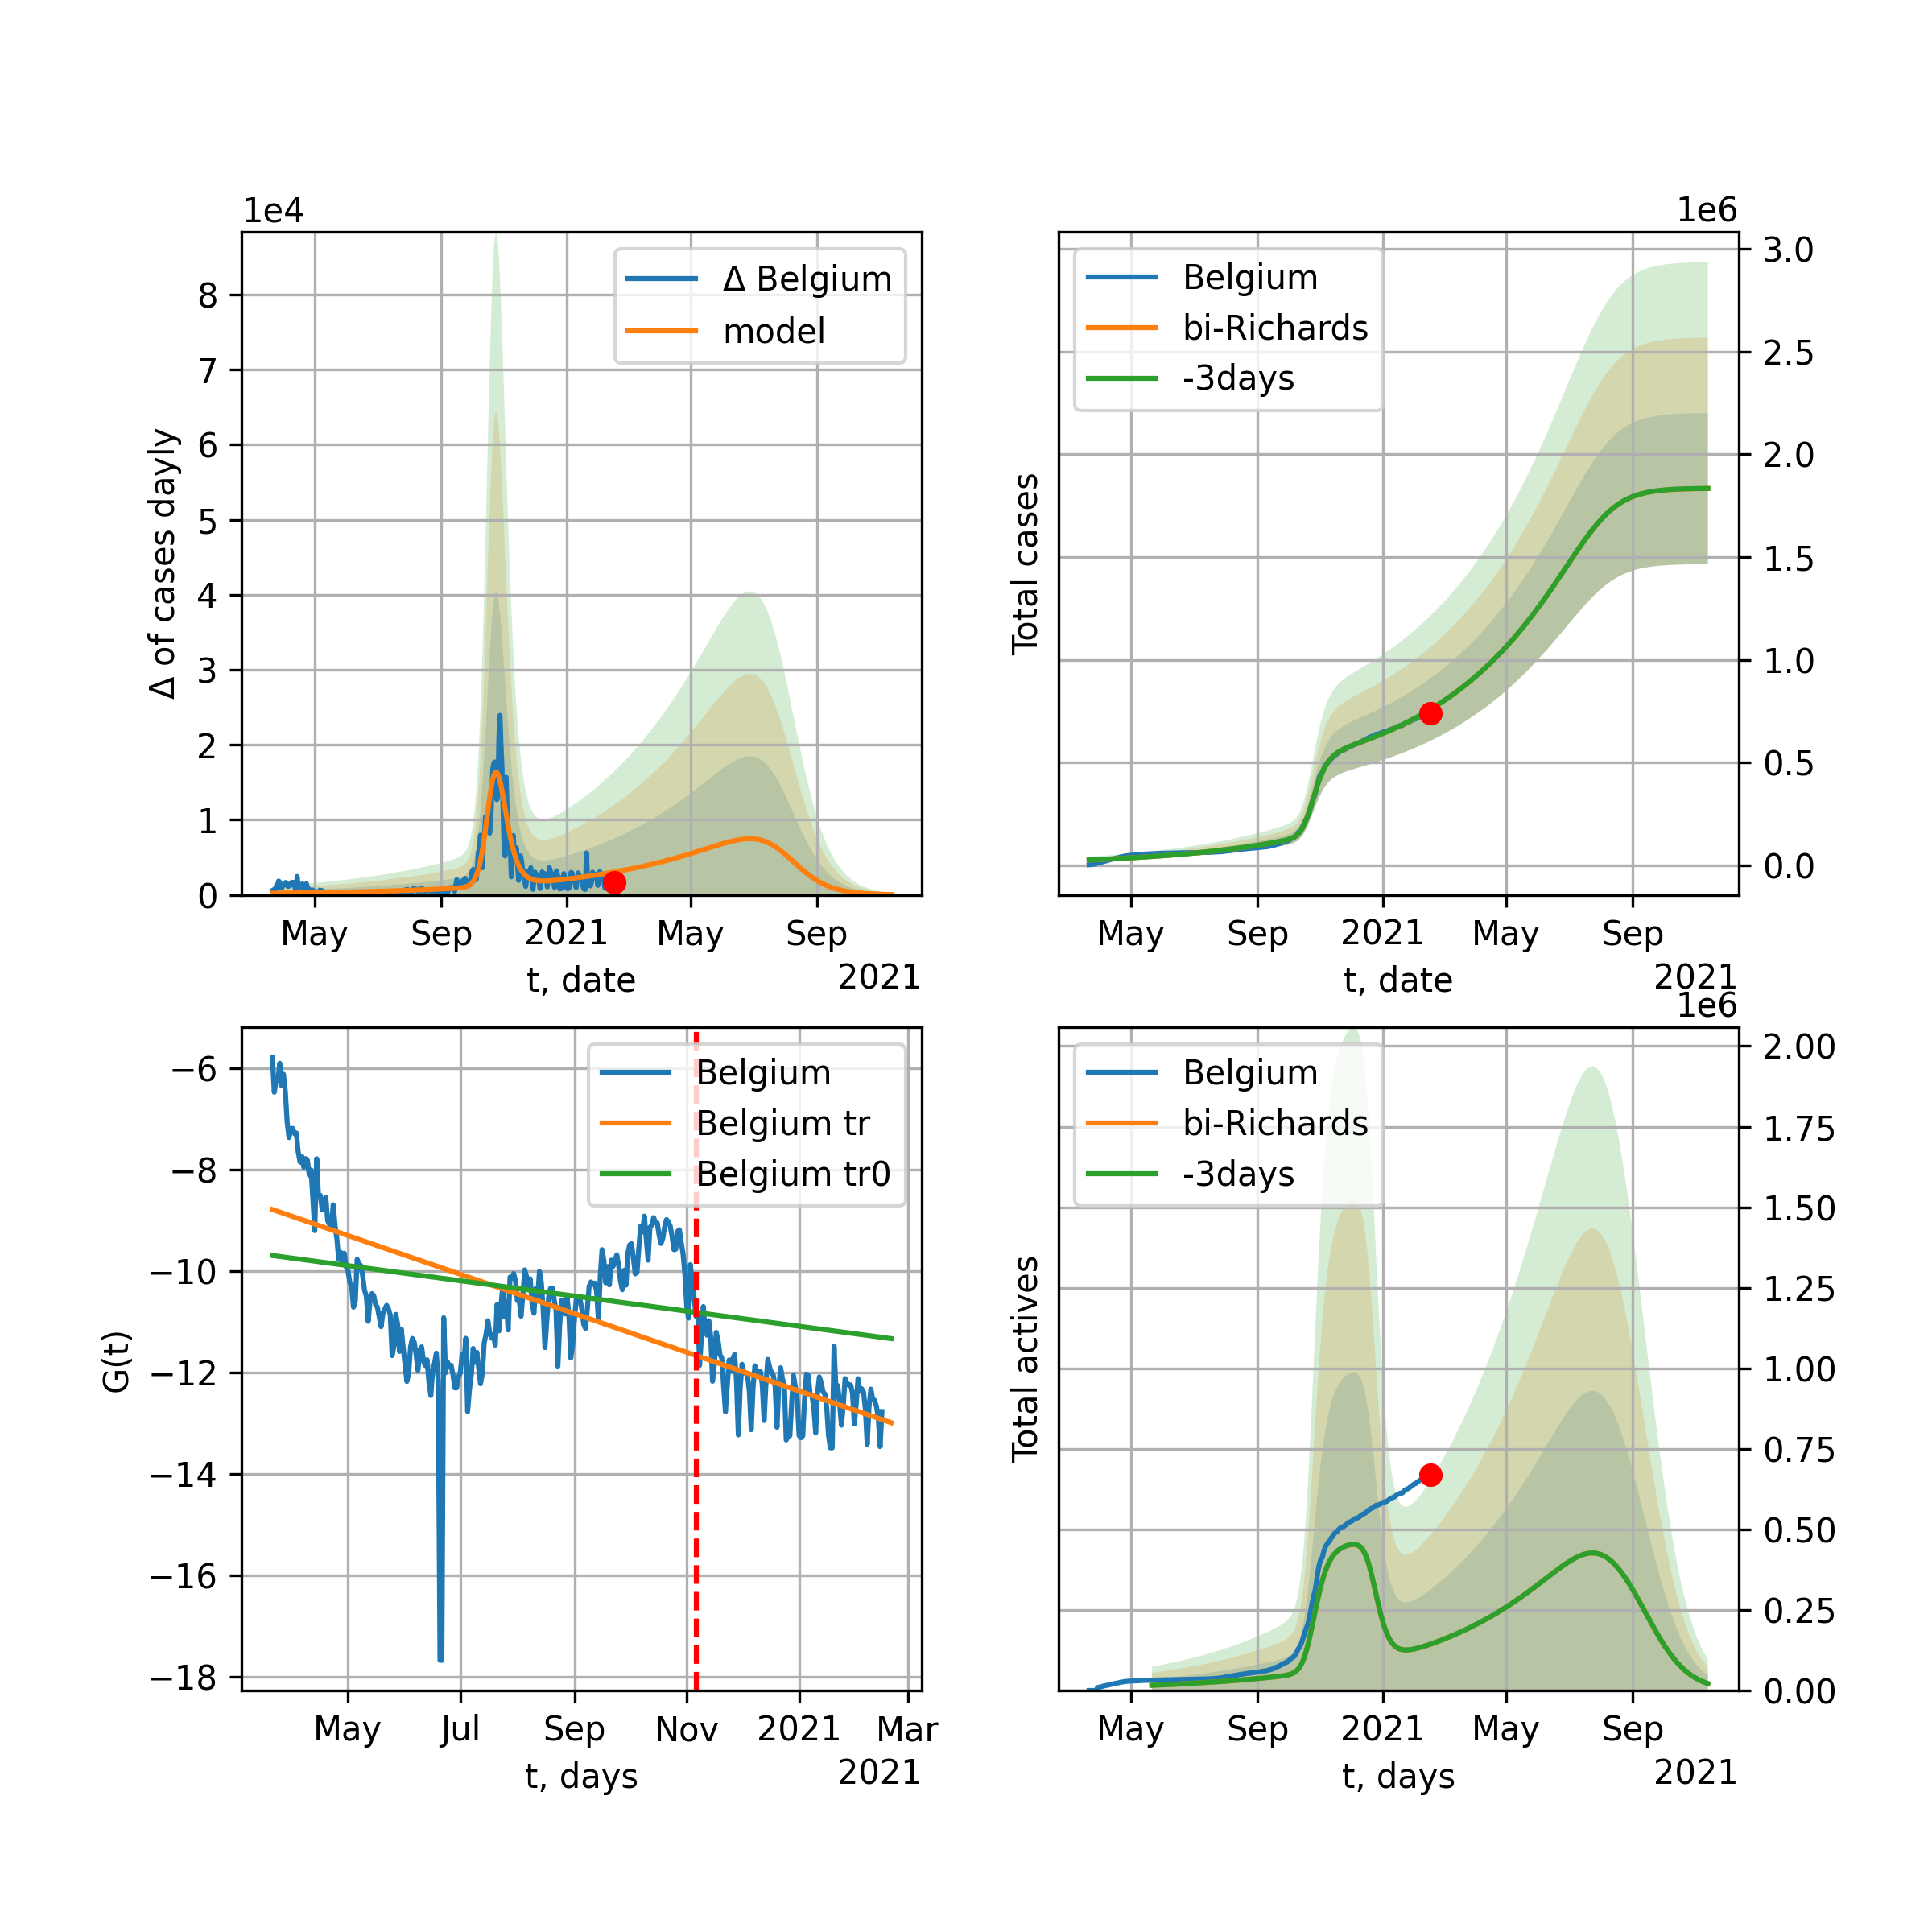 1e4
Δ of cases dayly
8
7
6
5
4
3
2
1
0
Δ Belgium
model
May
Sep
2021
May
Sep
t, date
2021
1e6
Total cases
Belgium
bi-Richards
-3days
3.0
2.5
2.0
1.5
1.0
0.5
0.0
May
Sep
2021
May
Sep
t, date
2021
G(t)
−6
−8
−10
−12
−14
−16
−18
Belgium
Belgium tr
Belgium tr0
May
Jul
Sep
Nov
2021
Mar
t, days
2021
1e6
Total actives
Belgium
bi-Richards
-3days
2.00
1.75
1.50
1.25
1.00
0.75
0.50
0.25
0.00
May
Sep
2021
May
Sep
t, days
2021